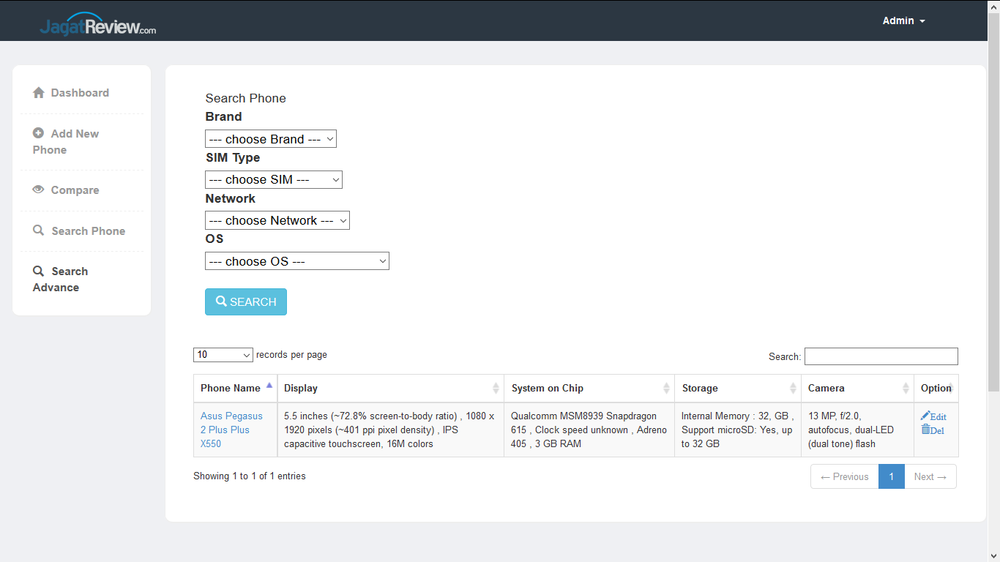 JagatReview.com
Admin
Dashboard
Add New
Phone
Compare
Search Phone
Search
Advance
Search Phone
Brand
--- choose Brand ---
SIM Type
--- choose SIM ---
Network
--- choose Network ---
OS
--- choose OS ---
SEARCH
10 records per page
Search:
Phone Name Display System on Chip Storage Camera Option
Asus Pegasus
2 Plus Plus
X550
5.5 inches (~72.8% screen-to-body ratio) , 1080 x
1920 pixels (~401 ppi pixel density) , IPS
capacitive touchscreen, 16M colors
Qualcomm MSM8939 Snapdragon
615 , Clock speed unknown , Adreno
405 , 3 GB RAM
Internal Memory : 32, GB ,
Support microSD: Yes, up
to 32 GB
13 MP, f/2.0,
autofocus, dual-LED
(dual tone) flash
Edit
Del
Showing 1 to 1 of 1 entries
← Previous 1 Next →